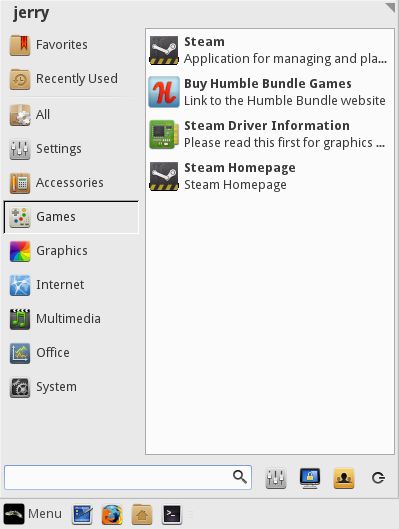 jerry
Favorites
Recently Used
All
Settings
Accessories
Games
Graphics
Internet
Multimedia
Office
System
Steam
Application for managing and pla...
Buy Humble Bundle Games
Link to the Humble Bundle website
Steam Driver Information
Please read this first for graphics ...
Steam Homepage
Steam Homepage
Menu